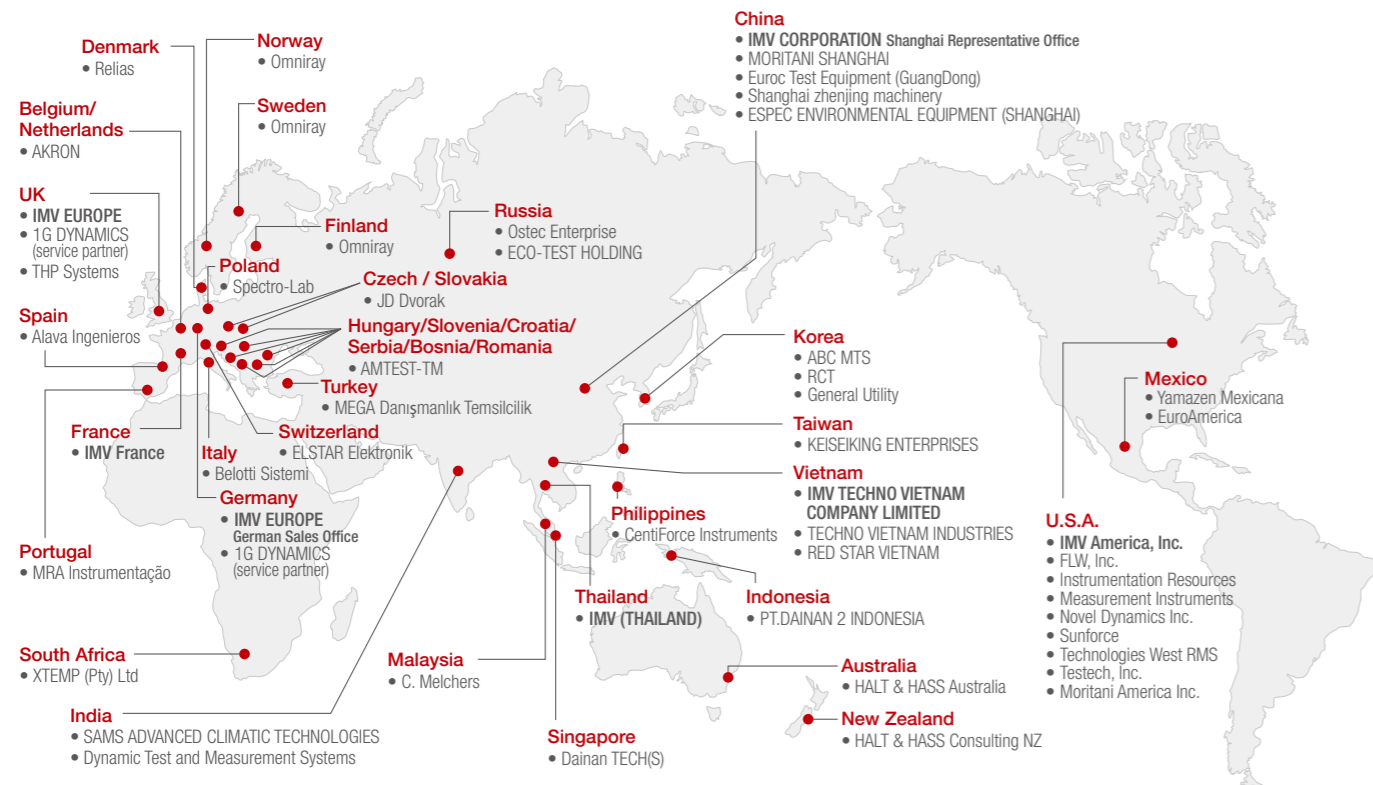 China
• IMV CORPORATION Shanghai Representative Office
• MORITANI SHANGHAI
• Euroc Test Equipment (GuangDong)
• Shanghai zhenjing machinery
• ESPEC ENVIRONMENTAL EQUIPMENT (SHANGHAI)
Denmark
• Relias
Norway
• Omniray
Belgium/
Netherlands
• AKRON
Sweden
• Omniray
UK
• IMV EUROPE
• 1G DYNAMICS
(service partner)
• THP Systems
Finland
• Omniray
Russia
• Ostec Enterprise
• ECO-TEST HOLDING
Poland
• Spectro-Lab
Czech / Slovakia
• JD Dvorak
Spain
• Alava Ingenieros
Hungary/Slovenia/Croatia/
Serbia/Bosnia/Romania
• AMTEST-TM
Turkey
• MEGA Danışmanlık Temsilcilik
Korea
• ABC MTS
• RCT
• General Utility
Mexico
• Yamazen Mexicana
• EuroAmerica
France
• IMV France
Italy
• Belotti Sistemi
Switzerland
• ELSTAR Elektronik
Taiwan
• KEISEIKING ENTERPRISES
Germany
• IMV EUROPE
German Sales Office
• 1G DYNAMICS
(service partner)
Vietnam
• IMV TECHNO VIETNAM
COMPANY LIMITED
• TECHNO VIETNAM INDUSTRIES
• RED STAR VIETNAM
Philippines
• CentiForce Instruments
U.S.A.
• IMV America, Inc.
• FLW, Inc.
• Instrumentation Resources
• Measurement Instruments
• Novel Dynamics Inc.
• Sunforce
• Technologies West RMS
• Testech, Inc.
• Moritani America Inc.
Portugal
• MRA Instrumentação
Thailand
• IMV (THAILAND)
Indonesia
• PT.DAINAN 2 INDONESIA
South Africa
• XTEMP (Pty) Ltd
Malaysia
• C. Melchers
Australia
• HALT & HASS Australia
India
• SAMS ADVANCED CLIMATIC TECHNOLOGIES
• Dynamic Test and Measurement Systems
Singapore
• Dainan TECH(S)
New Zealand
• HALT & HASS Consulting NZ